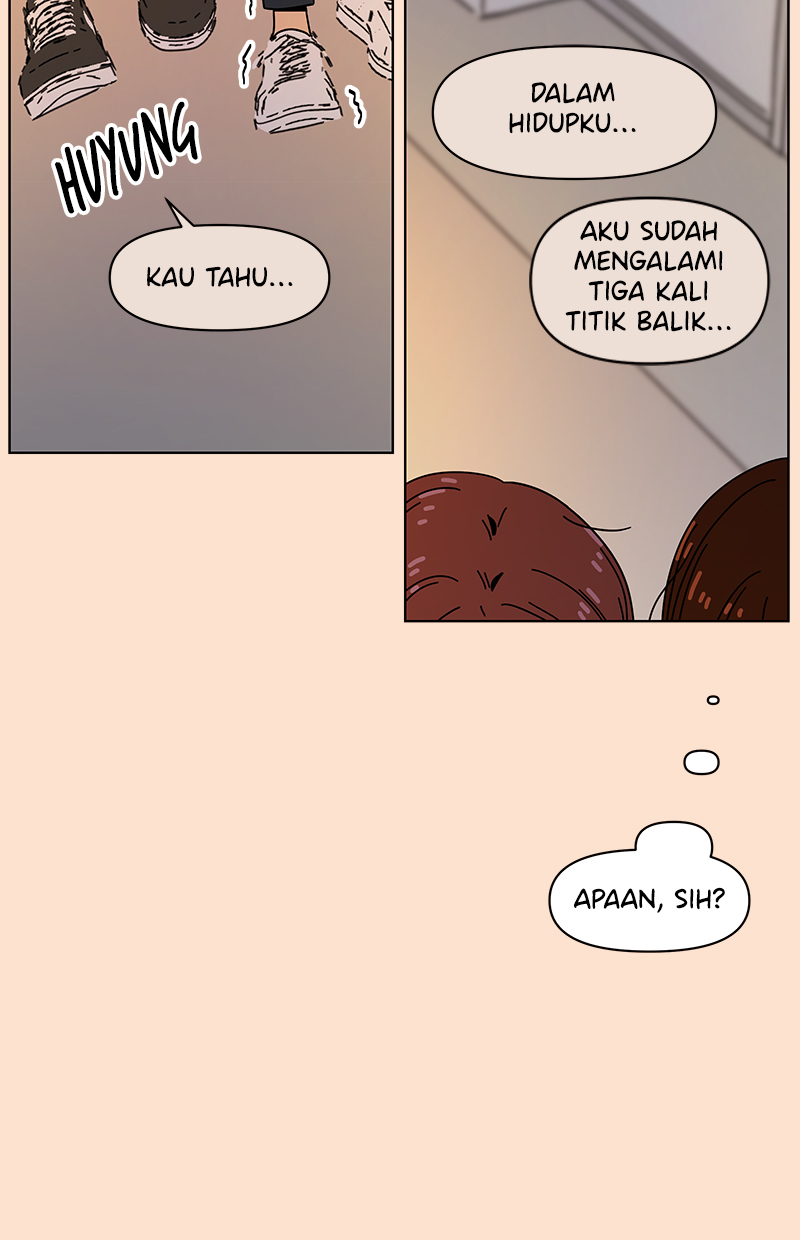 HUYUNG
KAU TAHU...
DALAM
HIDUPKU...
AKU SUDAH
MENGALAMI
TIGA KALI
TITIK BALIK...
APAAN, SIH?